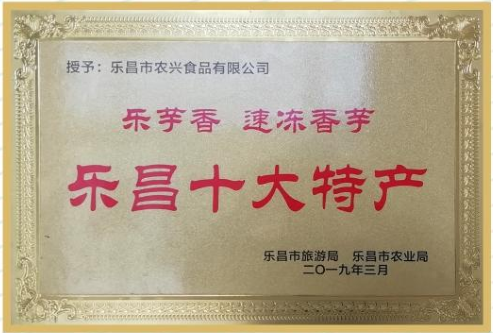 授予：乐昌市农兴食品有限公司
乐芋香 速冻香芋
乐昌十大特产
乐昌市旅游局 乐昌市农业局
二〇一九年三月